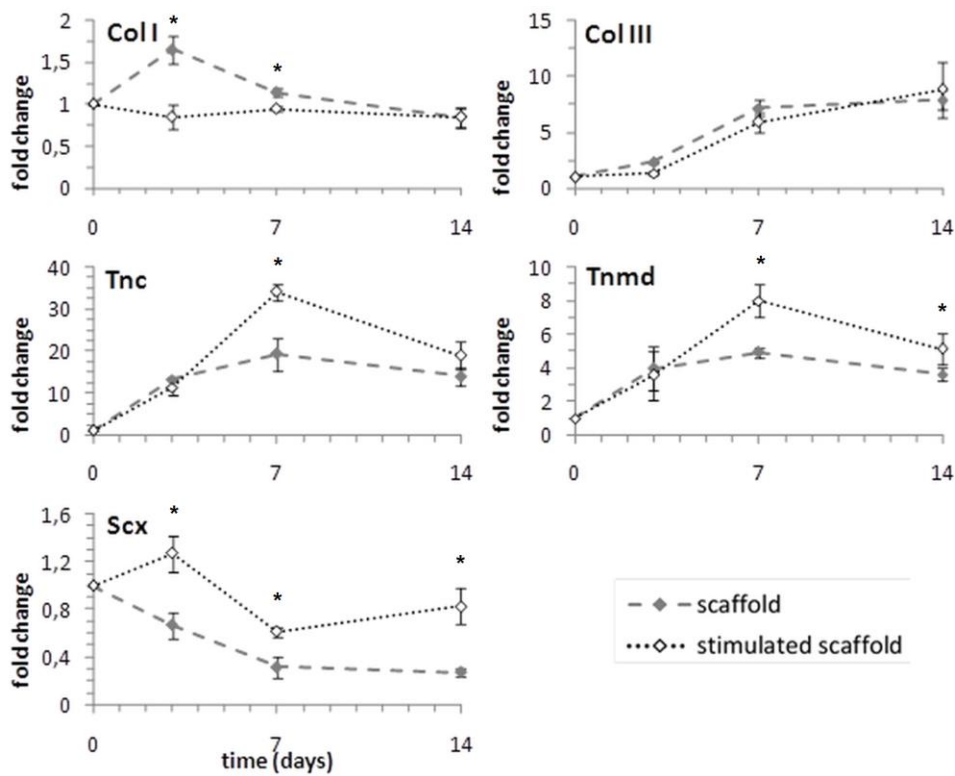 Col I
fold change
2
1,5
1
0,5
0
0 7 14
*
*
Col III
fold change
15
10
5
0
0 7 14
Tnc
fold change
40
30
20
10
0
0 7 14
*
Tnmd
fold change
10
8
6
4
2
0
0 7 14
*
*
Scx
fold change
1,6
1,2
0,8
0,4
0
0 7 14
*
*
*
time (days)
scaffold
stimulated scaffold